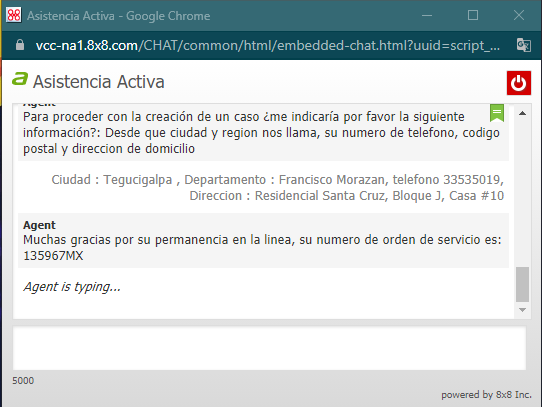 Asistencia Activa - Google Chrome
vcc-na1.8x8.com/CHAT/common/html/embedded-chat.html?uuid=script_...
Asistencia Activa
Agent
Para proceder con la creación de un caso ¿me indicaría por favor la siguiente
información?: Desde que ciudad y region nos llama, su numero de telefono, codigo
postal y direccion de domicilio
Ciudad : Tegucigalpa , Departamento : Francisco Morazan, telefono 33535019,
Direccion : Residencial Santa Cruz, Bloque J, Casa #10
Agent
Muchas gracias por su permanencia en la linea, su numero de orden de servicio es:
135967MX
Agent is typing...
5000
powered by 8x8 Inc.